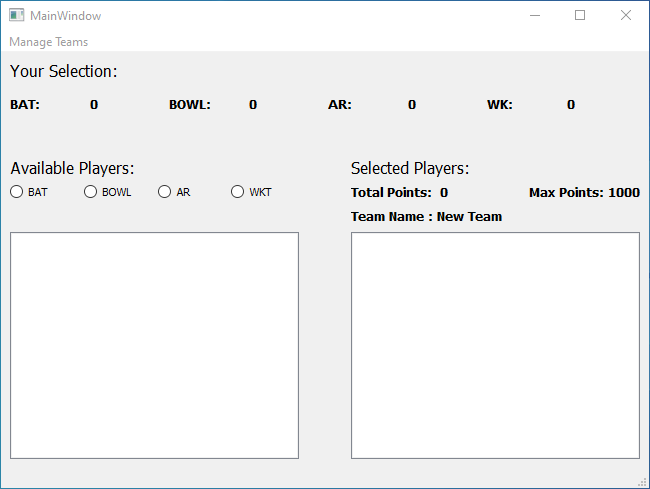 MainWindow
Manage Teams
Your Selection:
BAT: 0 BOWL: 0 AR: 0 WK: 0
Available Players: Selected Players:
BAT BOWL AR WKT Total Points: 0 Max Points: 1000
Team Name : New Team